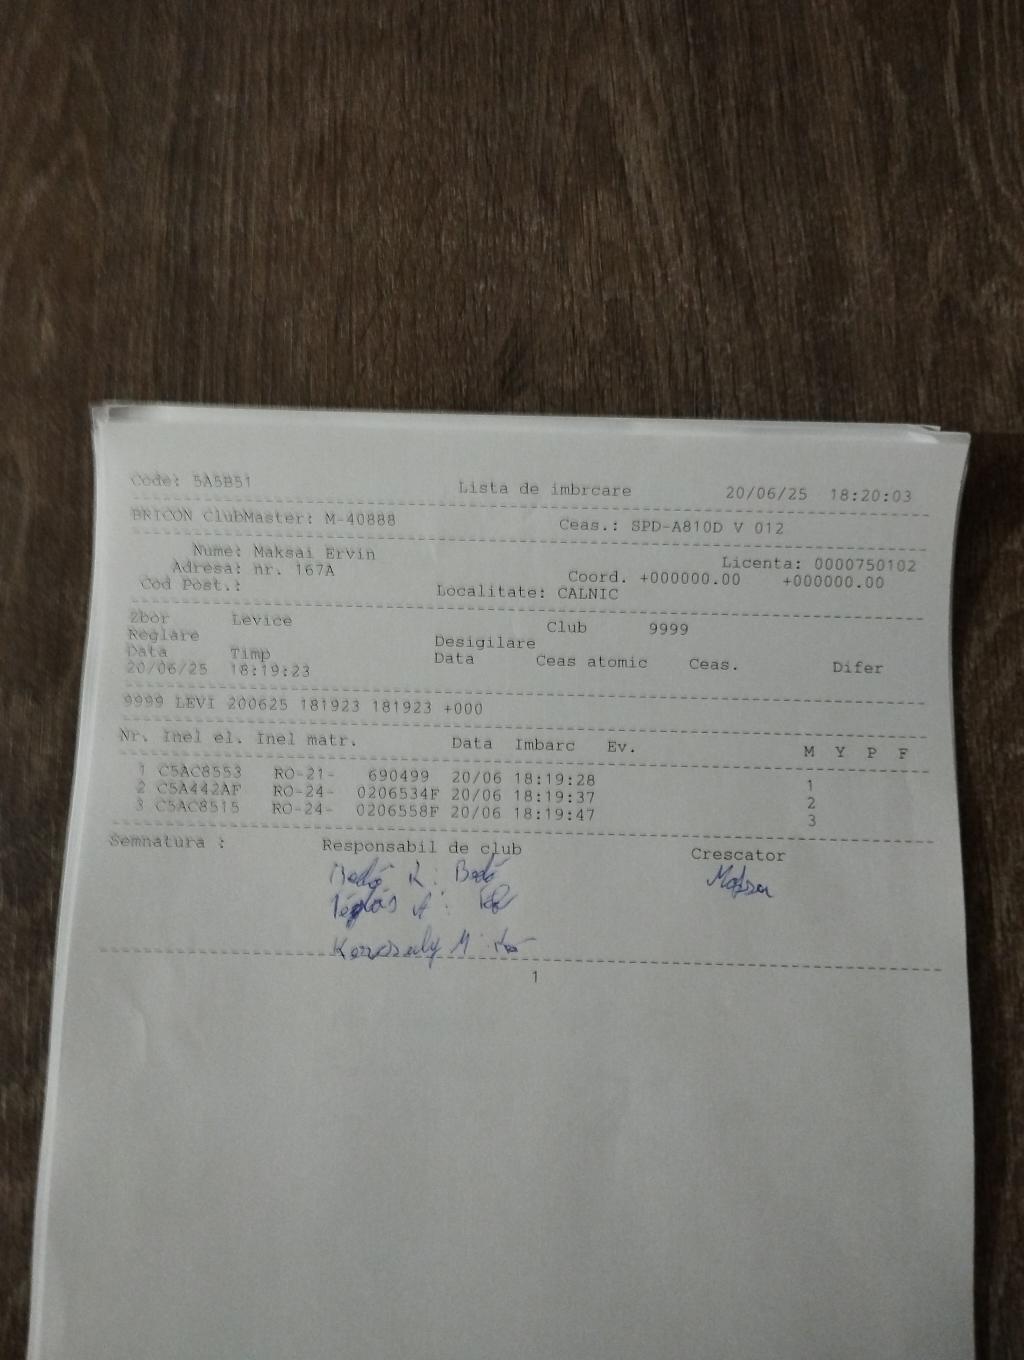 Code: 5A5B51 Lista de imbrcare 20/06/25 18:20:03
BRICON ClubMaster: M-40888 Ceas.: SPD-A810D V 012
Nume: Maksai Ervin Licenta: 0000750102
Adresa: nr. 167A Coord. +000000.00 +000000.00
Cod Post.: Localitate: CALNIC
Zbor Levice Club 9999
Reglare Desigilare
Data Timp Data Ceas atomic Ceas. Difer
20/06/25 18:19:23
9999 LEVI 200625 181923 181923 +000
Nr. Inel el. Inel matr. Data Imbarc Ev. M Y P F
1 C5AC8553 RO-21- 690499 20/06 18:19:28 1
2 C5A442AF RO-24- 0206534F 20/06 18:19:37 2
3 C5AC8515 RO-24- 0206558F 20/06 18:19:47 3
Semnatura : Responsabil de club Crescator
1